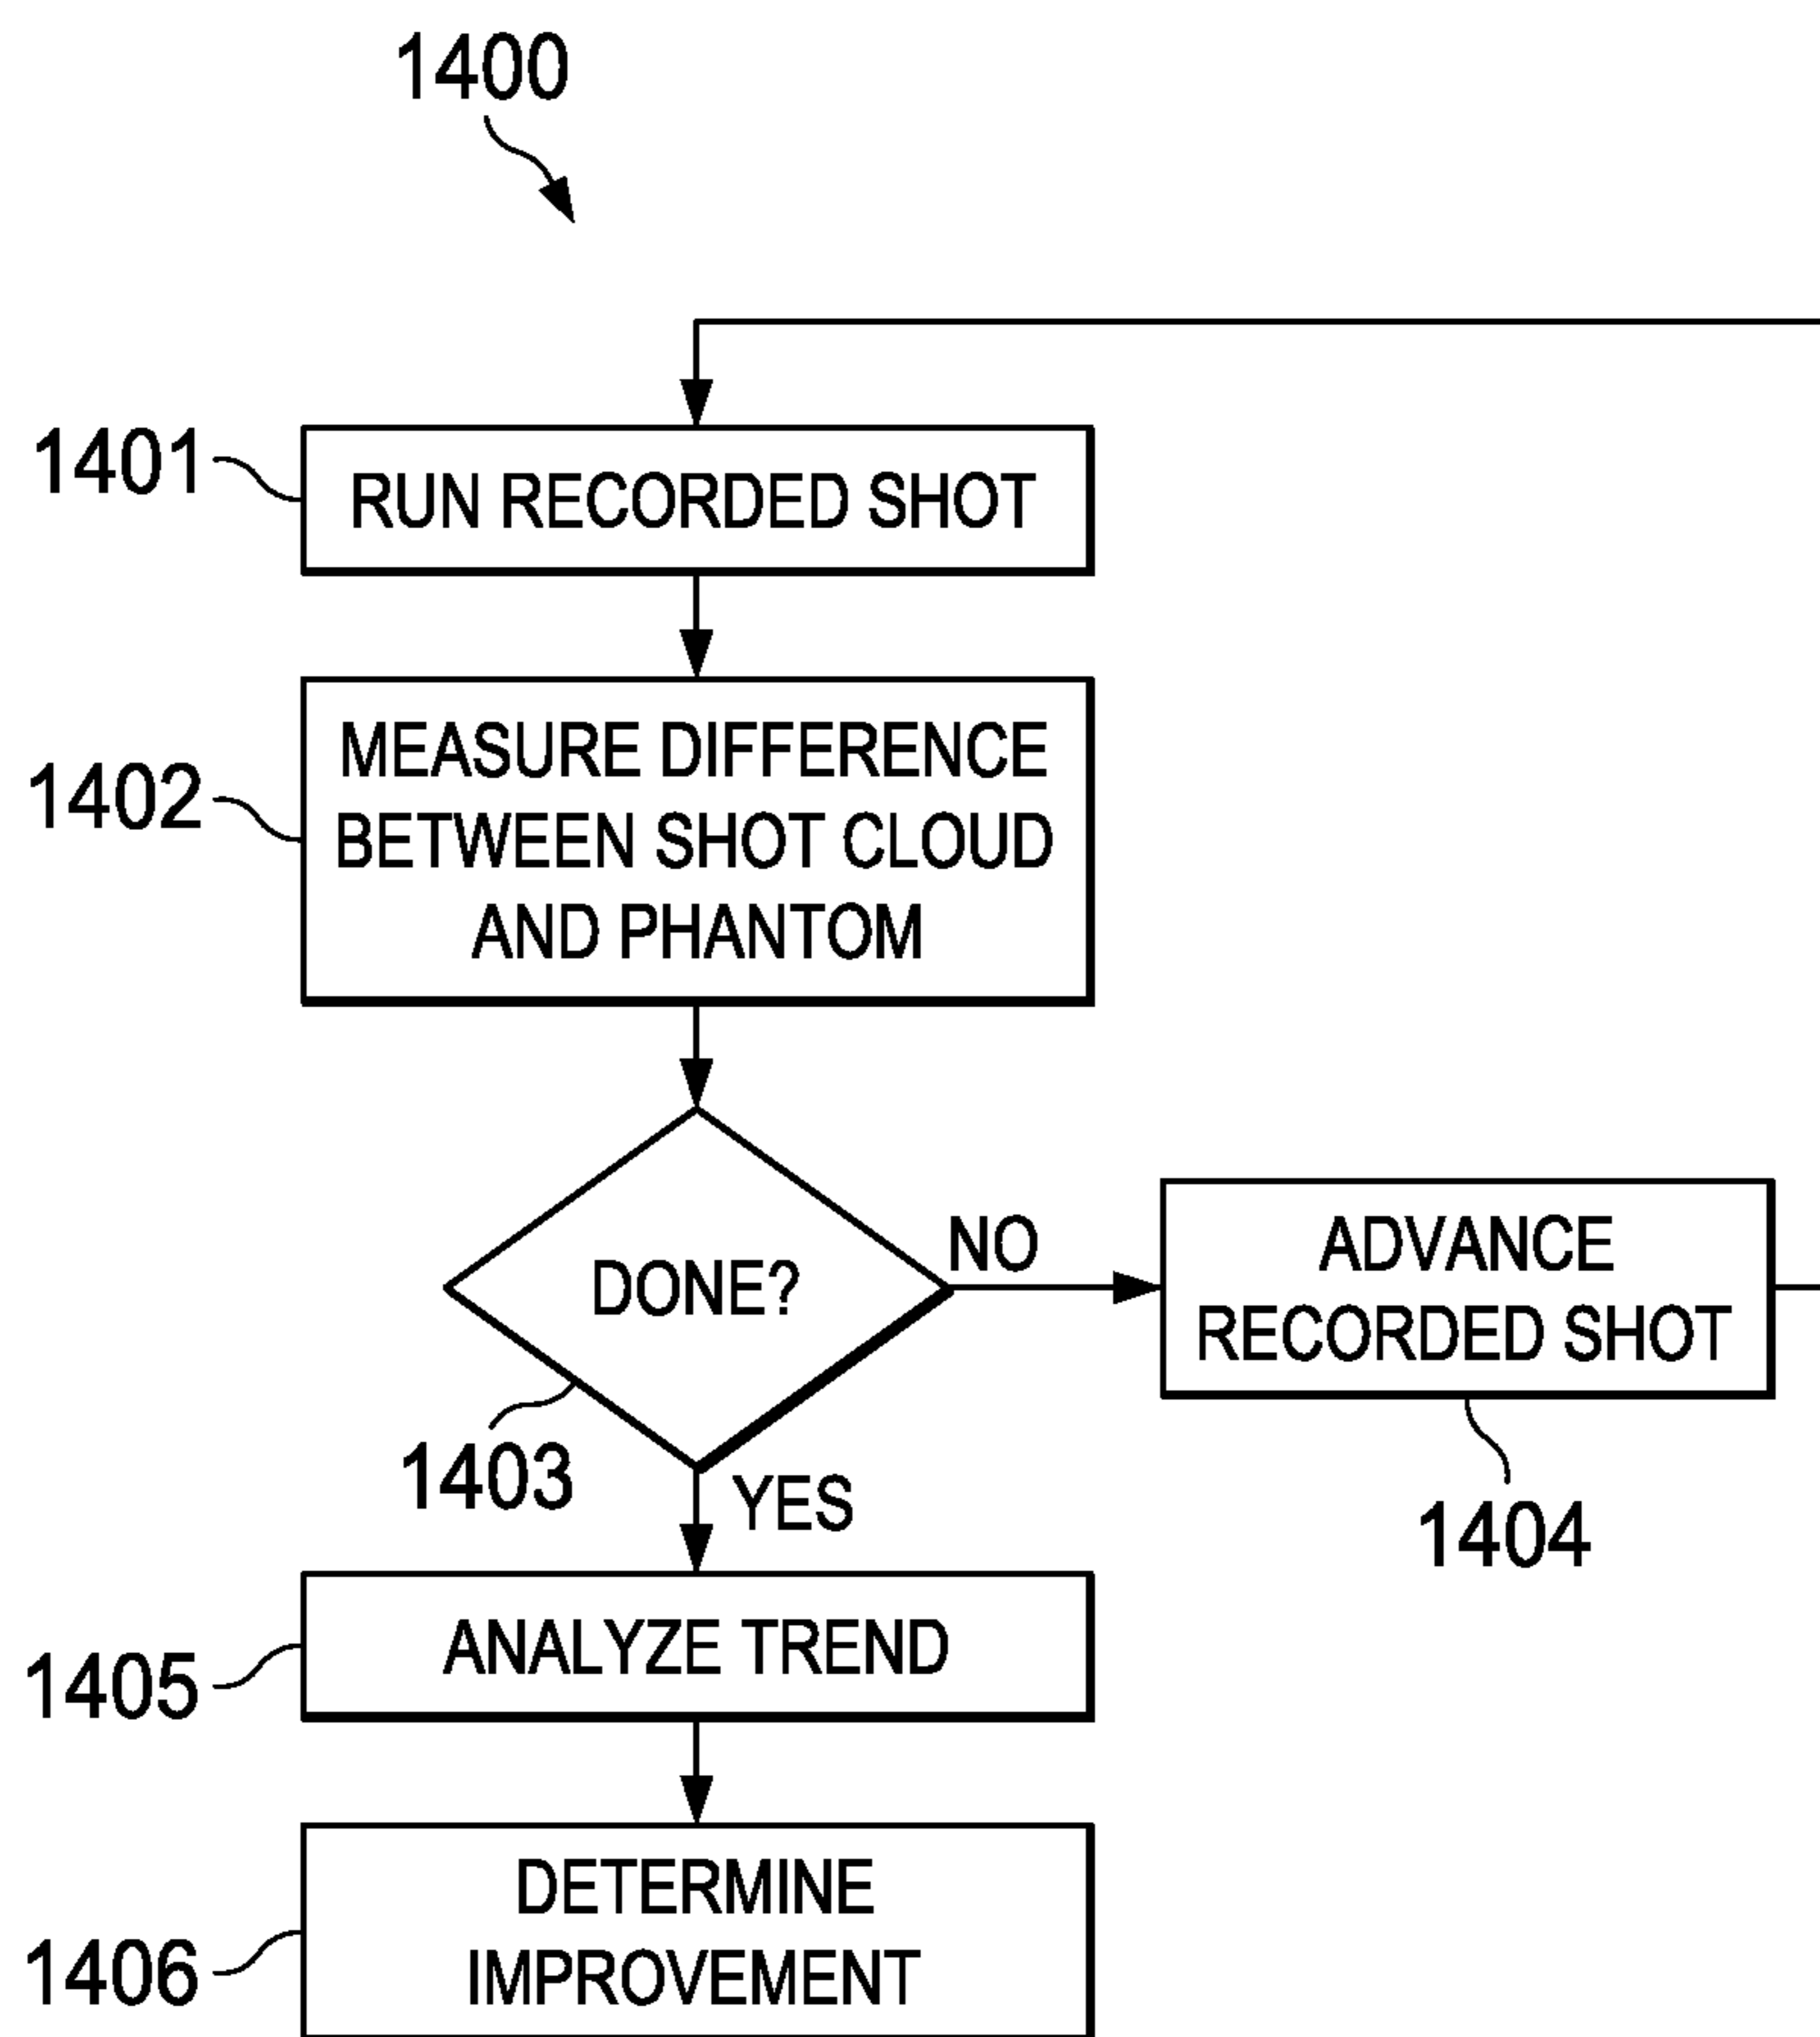 1400
1401
RUN RECORDED SHOT
1402
MEASURE DIFFERENCE
BETWEEN SHOT CLOUD
AND PHANTOM
DONE?
NO
ADVANCE
RECORDED SHOT
1403
YES
1404
1405
ANALYZE TREND
1406
DETERMINE
IMPROVEMENT